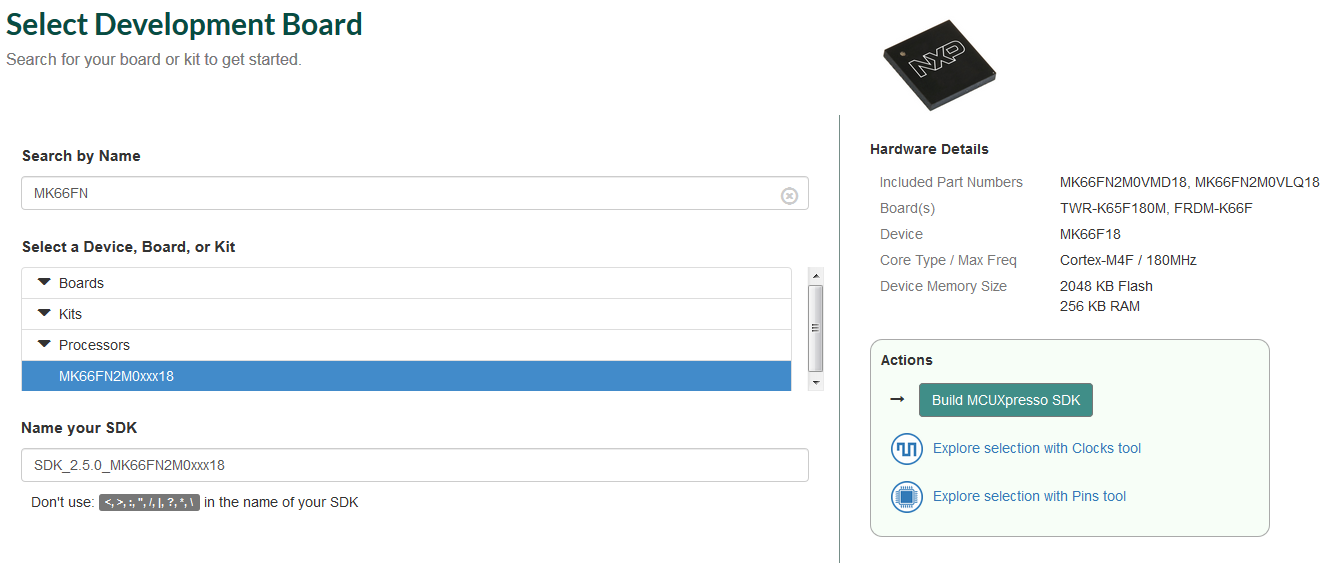 Select Development Board
Search for your board or kit to get started.
NXP
Search by Name
MK66FN
Select a Device, Board, or Kit
Boards
Kits
Processors
MK66FN2M0xxx18
Name your SDK
SDK_2.5.0_MK66FN2M0xxx18
Don't use: <, >, :, ", /, |, ?, *, \ in the name of your SDK
Hardware Details
Included Part Numbers MK66FN2M0VMD18, MK66FN2M0VLQ18
Board(s) TWR-K65F180M, FRDM-K66F
Device MK66F18
Core Type / Max Freq Cortex-M4F / 180MHz
Device Memory Size 2048 KB Flash
256 KB RAM
Actions
Build MCUXpresso SDK
Explore selection with Clocks tool
Explore selection with Pins tool